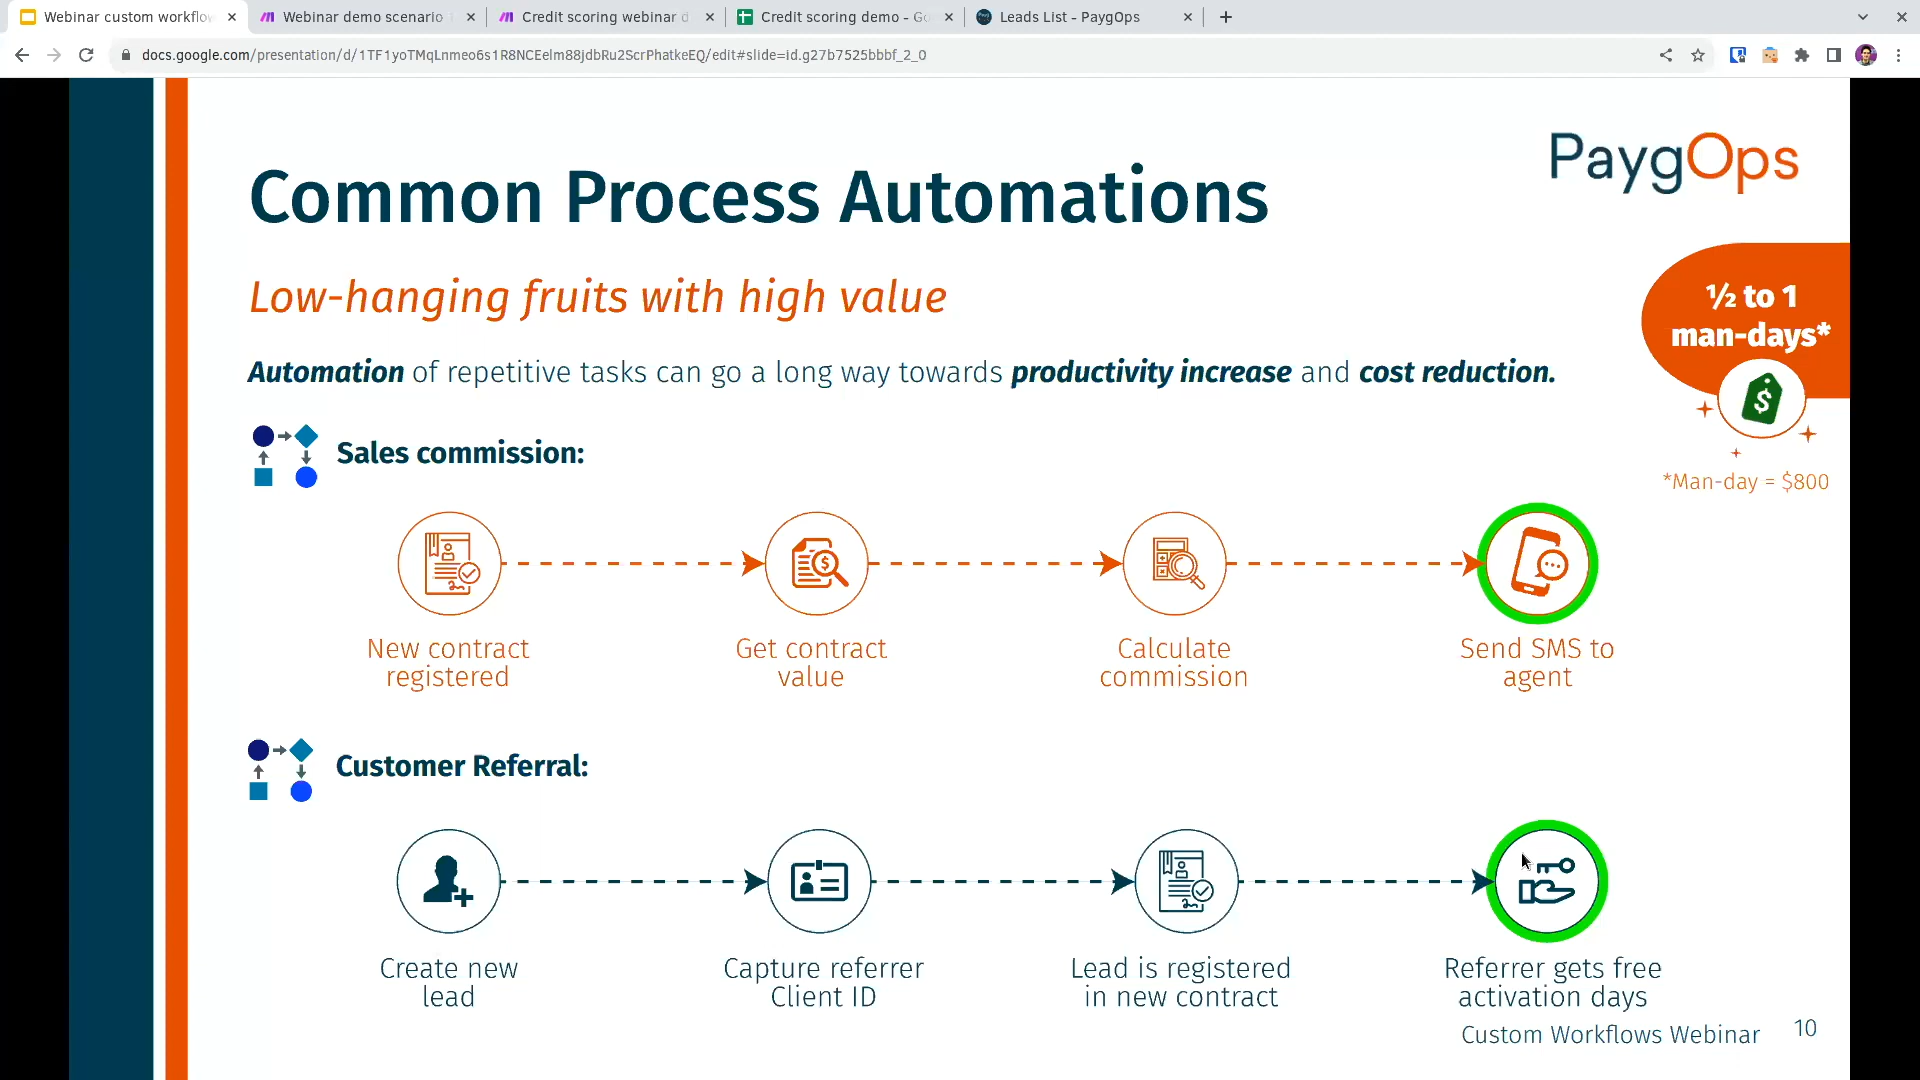 Webinar custom workflo
Webinar demo scenario
Credit scoring webinar d
Credit scoring demo - Go
Leads List - PaygOps
docs.google.com/presentation/d/1TF1yoTMqLnmeo6s1R8NCEelm88jdbRu2ScrPhatkeEQ/edit#slide=id.g27b7525bbbf_2_0
PaygOps
Common Process Automations
Low-hanging fruits with high value
½ to 1
man-days*
Automation of repetitive tasks can go a long way towards productivity increase and cost reduction.
*Man-day = $800
Sales commission:
New contract
registered
Get contract
value
Calculate
commission
Send SMS to
agent
Customer Referral:
Create new
lead
Capture referrer
Client ID
Lead is registered
in new contract
Referrer gets free
activation days
Custom Workflows Webinar
10